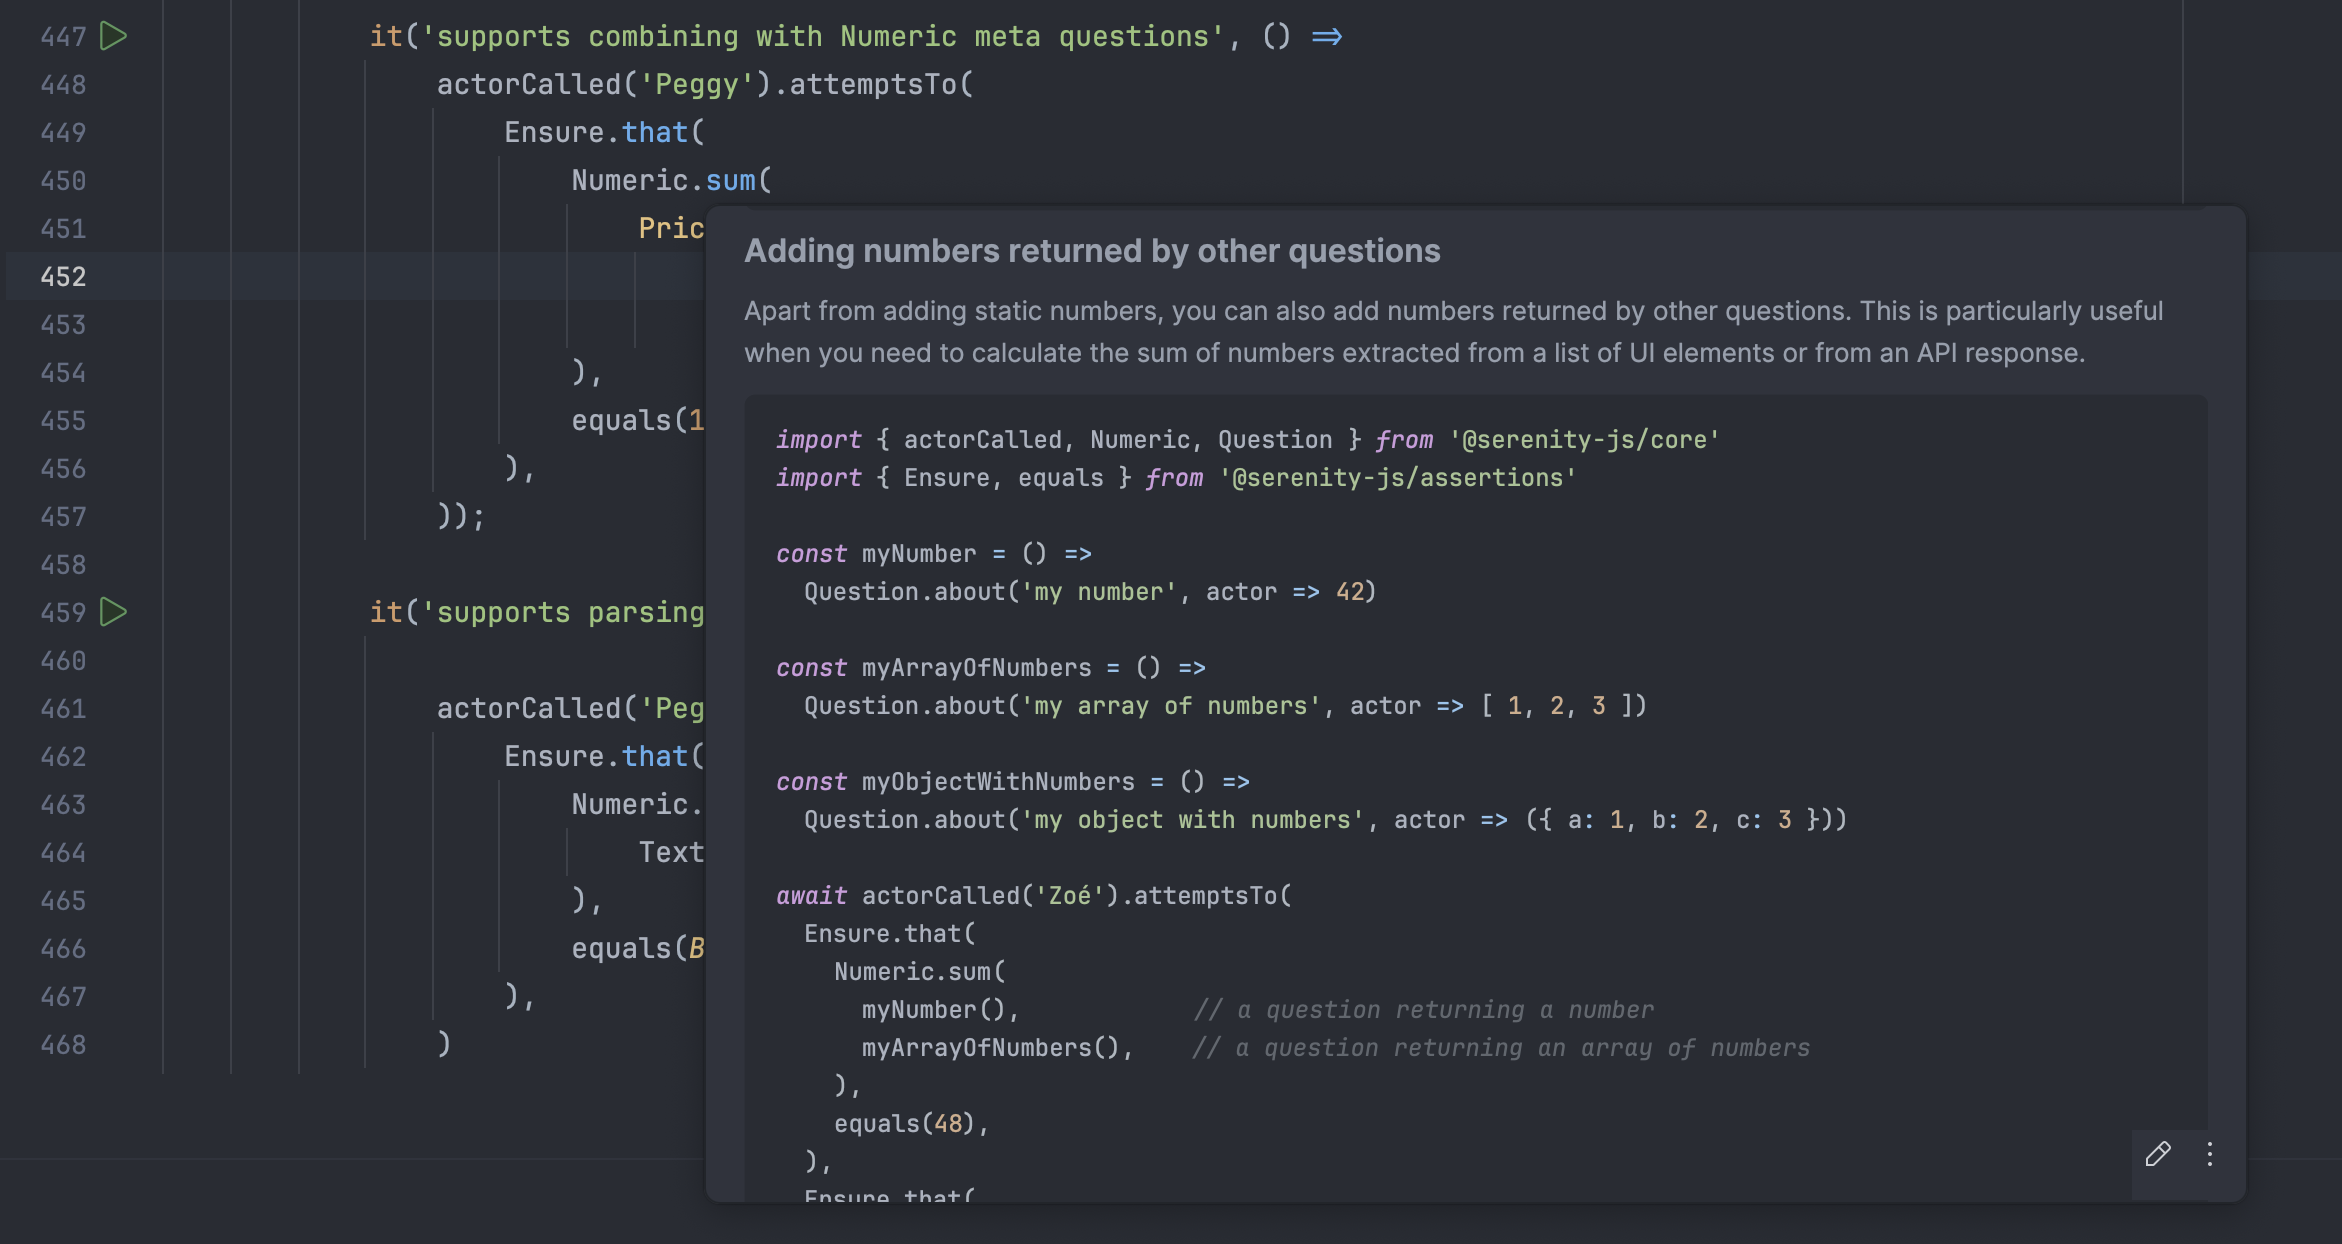 447 it('supports combining with Numeric meta questions', () =>
448 actorCalled('Peggy').attemptsTo(
449 Ensure.that(
450 Numeric.sum(
451 Pric
452
453
454 ),
455 equals(1
456 ),
457 ));
458
459 it('supports parsing
460
461 actorCalled('Peg
462 Ensure.that(
463 Numeric.
464 Text
465 ),
466 equals(B
467 ),
468 )
Adding numbers returned by other questions
Apart from adding static numbers, you can also add numbers returned by other questions. This is particularly useful
when you need to calculate the sum of numbers extracted from a list of UI elements or from an API response.
import { actorCalled, Numeric, Question } from '@serenity-js/core'
import { Ensure, equals } from '@serenity-js/assertions'
const myNumber = () =>
Question.about('my number', actor => 42)
const myArrayOfNumbers = () =>
Question.about('my array of numbers', actor => [ 1, 2, 3 ])
const myObjectWithNumbers = () =>
Question.about('my object with numbers', actor => ({ a: 1, b: 2, c: 3 }))
await actorCalled('Zoé').attemptsTo(
Ensure.that(
Numeric.sum(
myNumber(), // a question returning a number
myArrayOfNumbers(), // a question returning an array of numbers
),
equals(48),
),
Ensure.that(